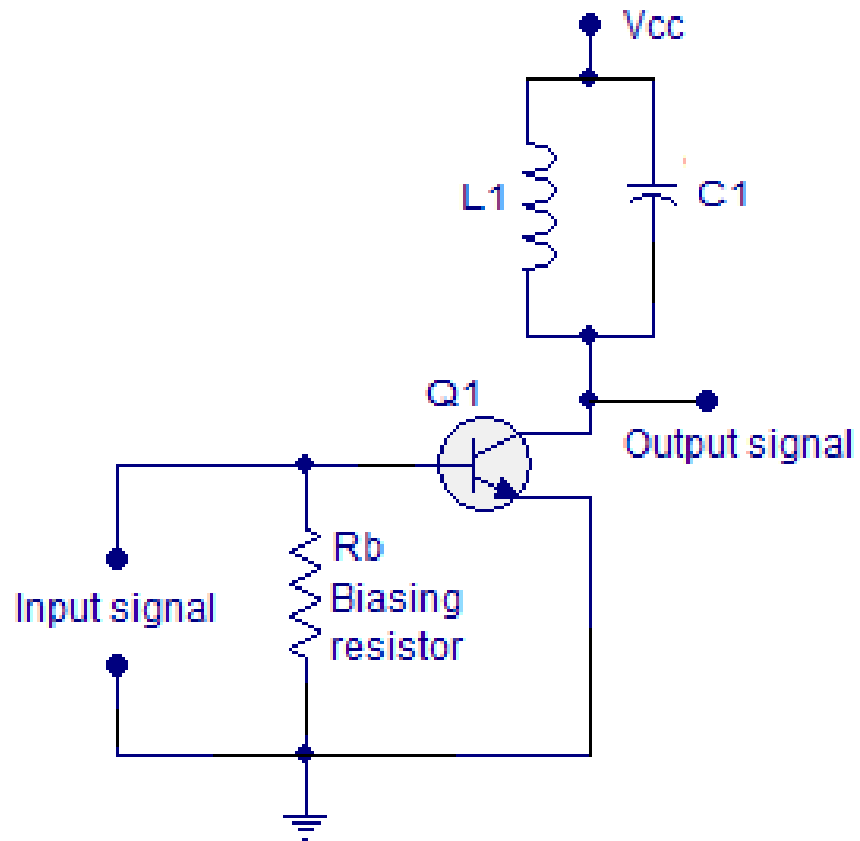 Vcc
L1
C1
Q1
Output signal
Rb
Biasing
resistor
Input signal